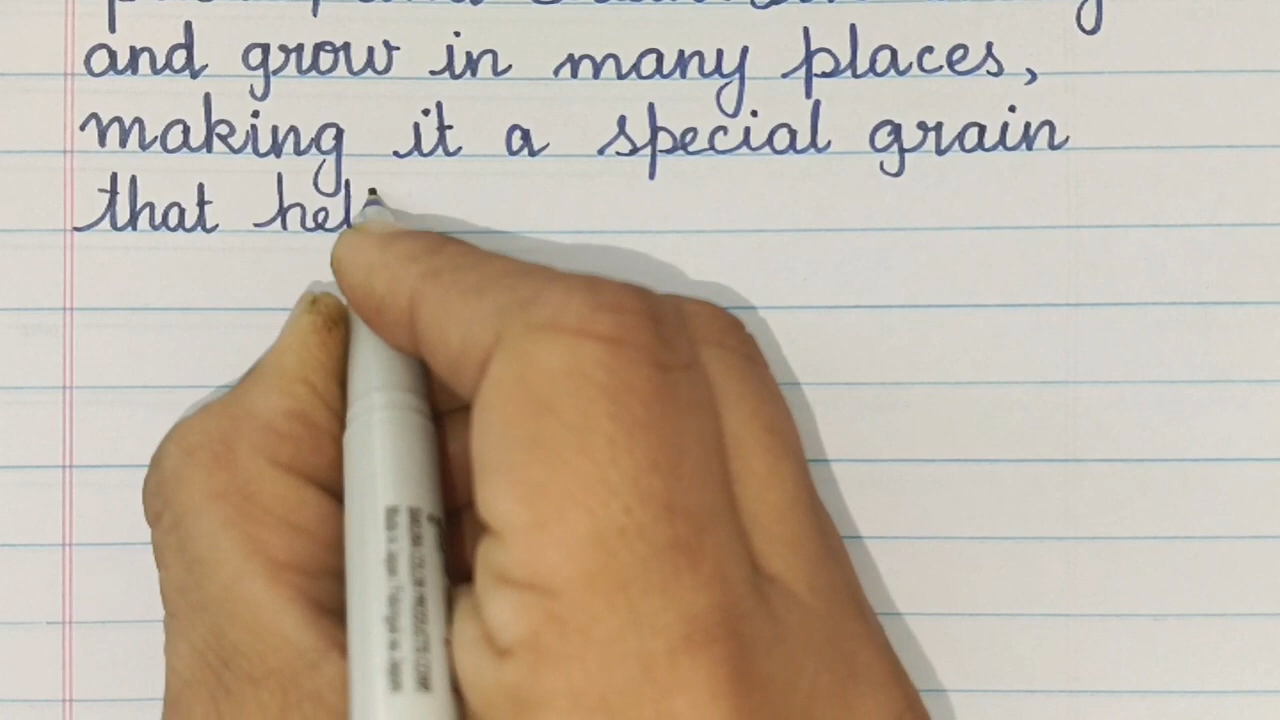 and grow in many places,
making it a special grain
that hel